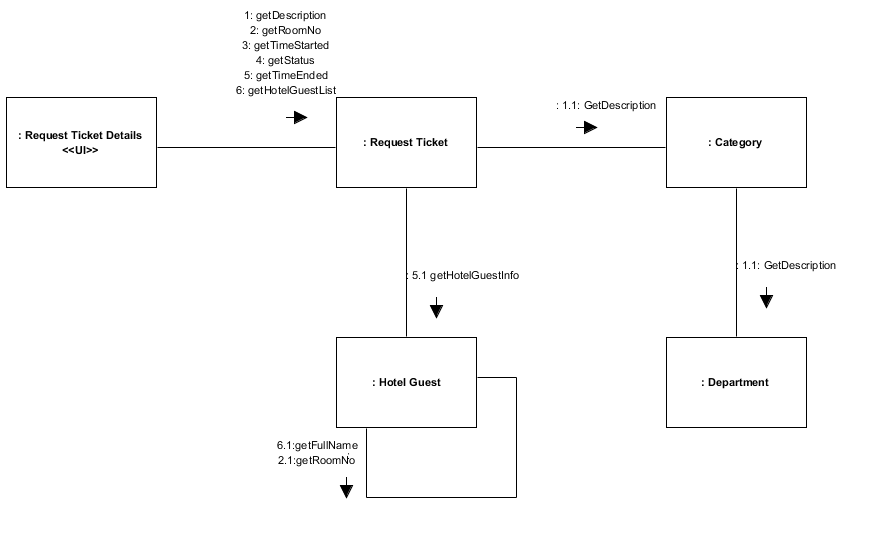 1: getDescription
2: getRoomNo
3: getTimeStarted
4: getStatus
5: getTimeEnded
6: getHotelGuestList
: 1.1: GetDescription
: Request Ticket Details
<<UI>>
: Request Ticket
: Category
: 5.1 getHotelGuestInfo
: 1.1: GetDescription
: Hotel Guest
: Department
6.1:getFullName
2.1:getRoomNo